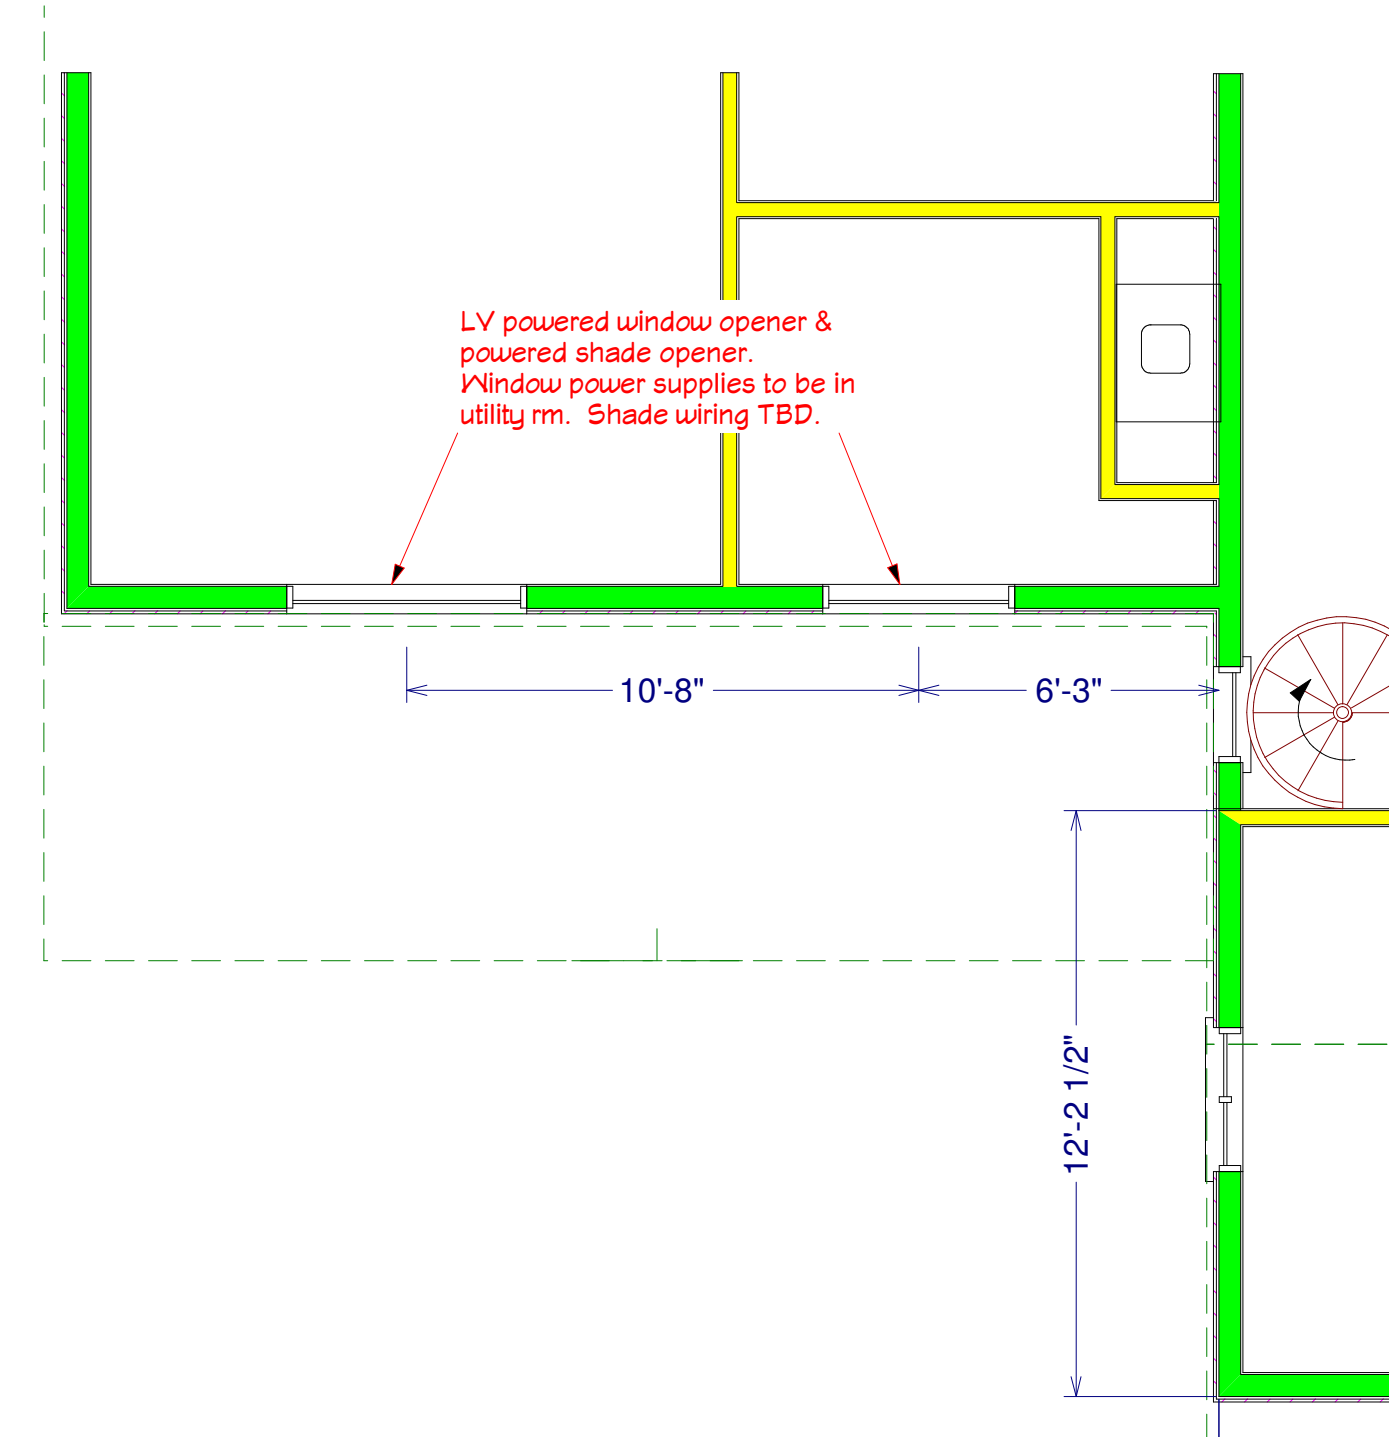 LV powered window opener &
powered shade opener.
Window power supplies to be in
utility rm.  Shade wiring TBD.
10'-8"
6'-3"
12'-2 1/2"